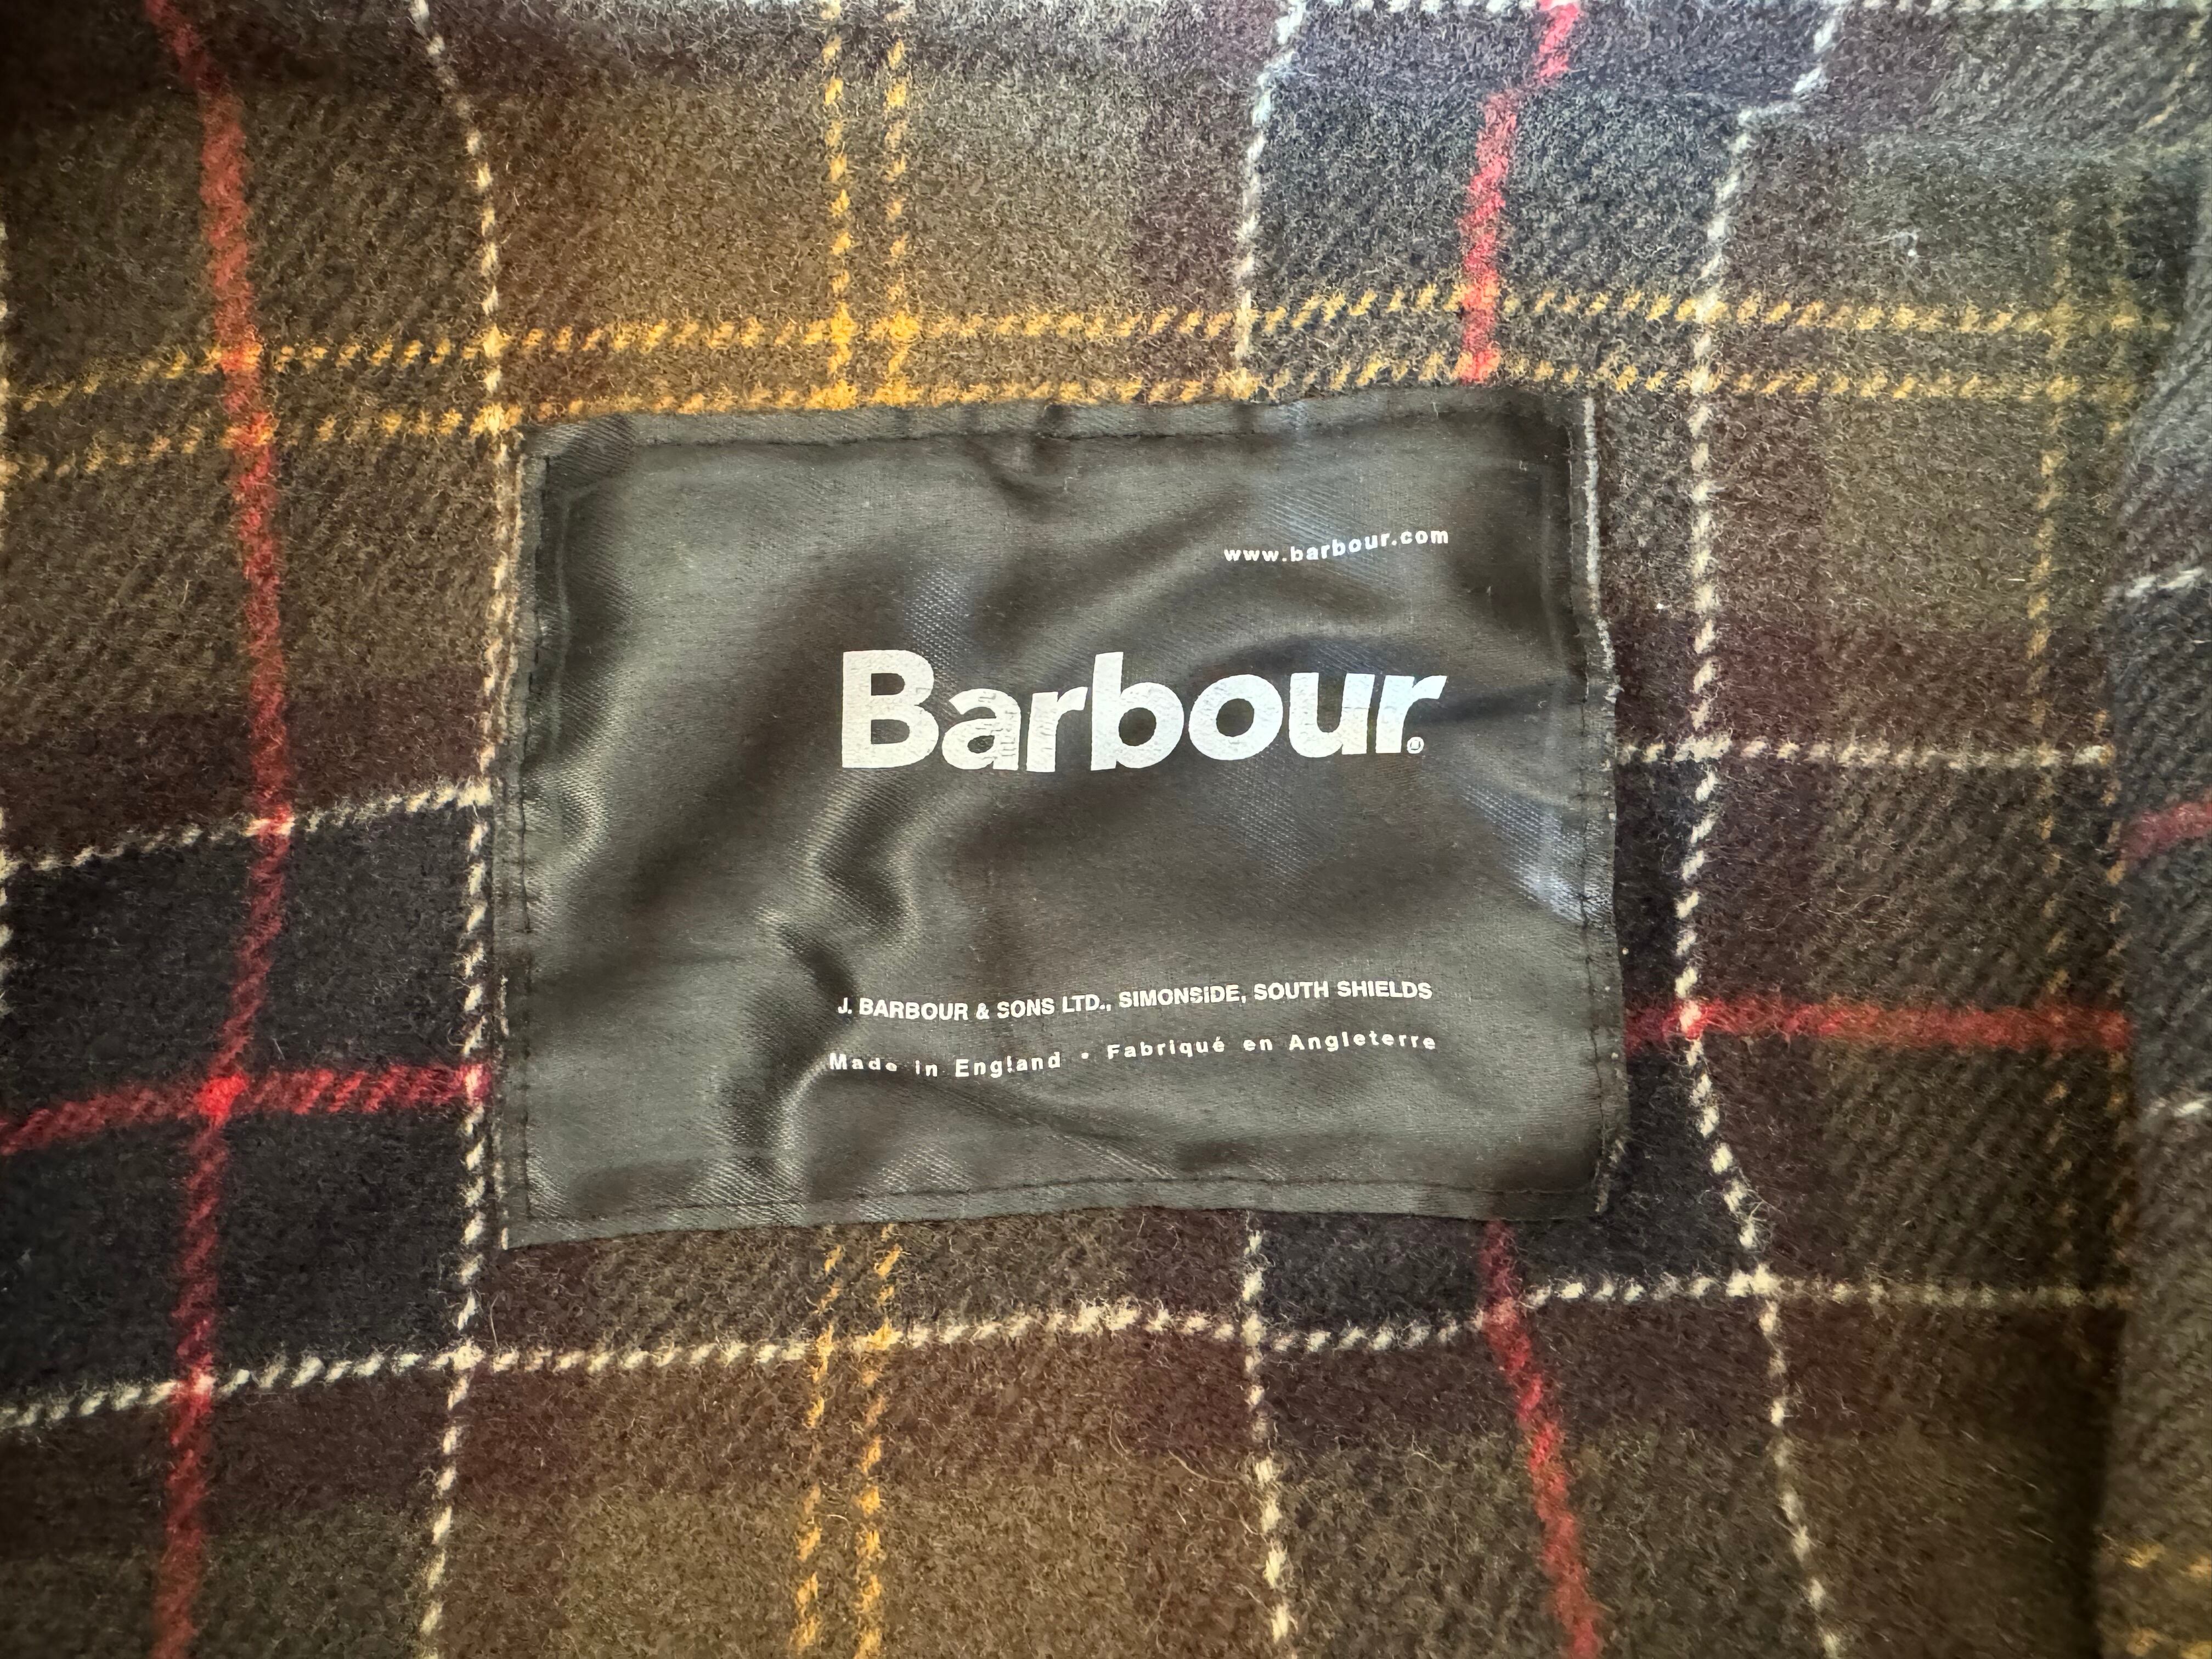 www.barbour.com
Barbour®
J. BARBOUR & SONS LTD., SIMONSIDE, SOUTH SHIELDS
Made in England • Fabriqué en Angleterre